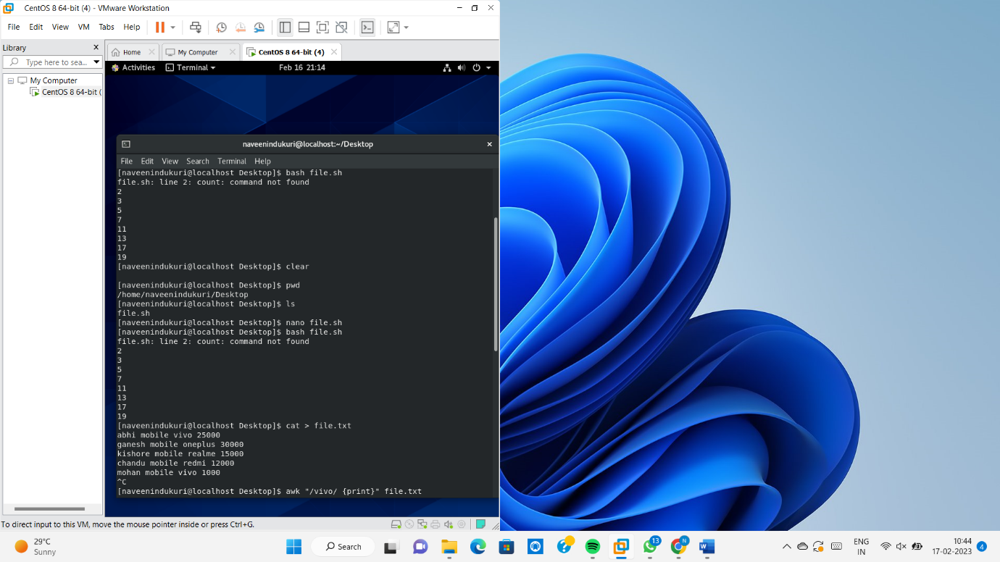 CentOS 8 64-bit (4) - VMware Workstation
File Edit View VM Tabs Help
Library
Type here to sea...
Home
My Computer
CentOS 8 64-bit (4)
My Computer
CentOS 8 64-bit (
Activities Terminal Feb 16 21:14
naveenindukuri@localhost:~/Desktop
File Edit View Search Terminal Help
[naveenindukuri@localhost Desktop]$ bash file.sh
file.sh: line 2: count: command not found
2
3
5
7
11
13
17
19
[naveenindukuri@localhost Desktop]$ clear
[naveenindukuri@localhost Desktop]$ pwd
/home/naveenindukuri/Desktop
[naveenindukuri@localhost Desktop]$ ls
file.sh
[naveenindukuri@localhost Desktop]$ nano file.sh
[naveenindukuri@localhost Desktop]$ bash file.sh
file.sh: line 2: count: command not found
2
3
5
7
11
13
17
19
[naveenindukuri@localhost Desktop]$ cat > file.txt
abhi mobile vivo 25000
ganesh mobile oneplus 30000
kishore mobile realme 15000
chandu mobile redmi 12000
mohan mobile vivo 1000
^C
[naveenindukuri@localhost Desktop]$ awk "/vivo/ {print}" file.txt
To direct input to this VM, move the mouse pointer inside or press Ctrl+G.
29°C
Sunny
Search
13
N
ENG
IN
10:44
17-02-2023
4